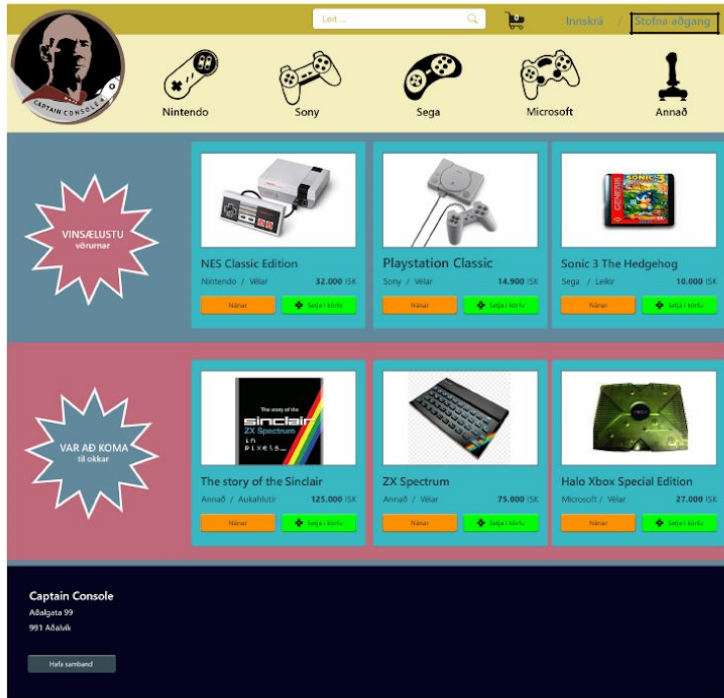 Leit ...
Innskrá / Stofna aðgang
CAPTAIN CONSOLE
Nintendo
Sony
Sega
Microsoft
Annað
VINSÆLUSTU
vörurnar
NES Classic Edition
Nintendo / Vélar 32.000 ISK
Nánar
Setja í körfu
Playstation Classic
Sony / Vélar 14.900 ISK
Nánar
Setja í körfu
GENESIS
SONIC 3
Sonic 3 The Hedgehog
Sega / Leikir 10.000 ISK
Nánar
Setja í körfu
VAR AÐ KOMA
til okkar
The story of the
sinclair
ZX Spectrum
in
pixels_
The story of the Sinclair
Annað / Aukahlutir 125.000 ISK
Nánar
Setja í körfu
ZX Spectrum
Annað / Vélar 75.000 ISK
Nánar
Setja í körfu
Halo Xbox Special Edition
Microsoft / Vélar 27.000 ISK
Nánar
Setja í körfu
Captain Console
Aðalgata 99
991 Aðalvík
Hafa samband